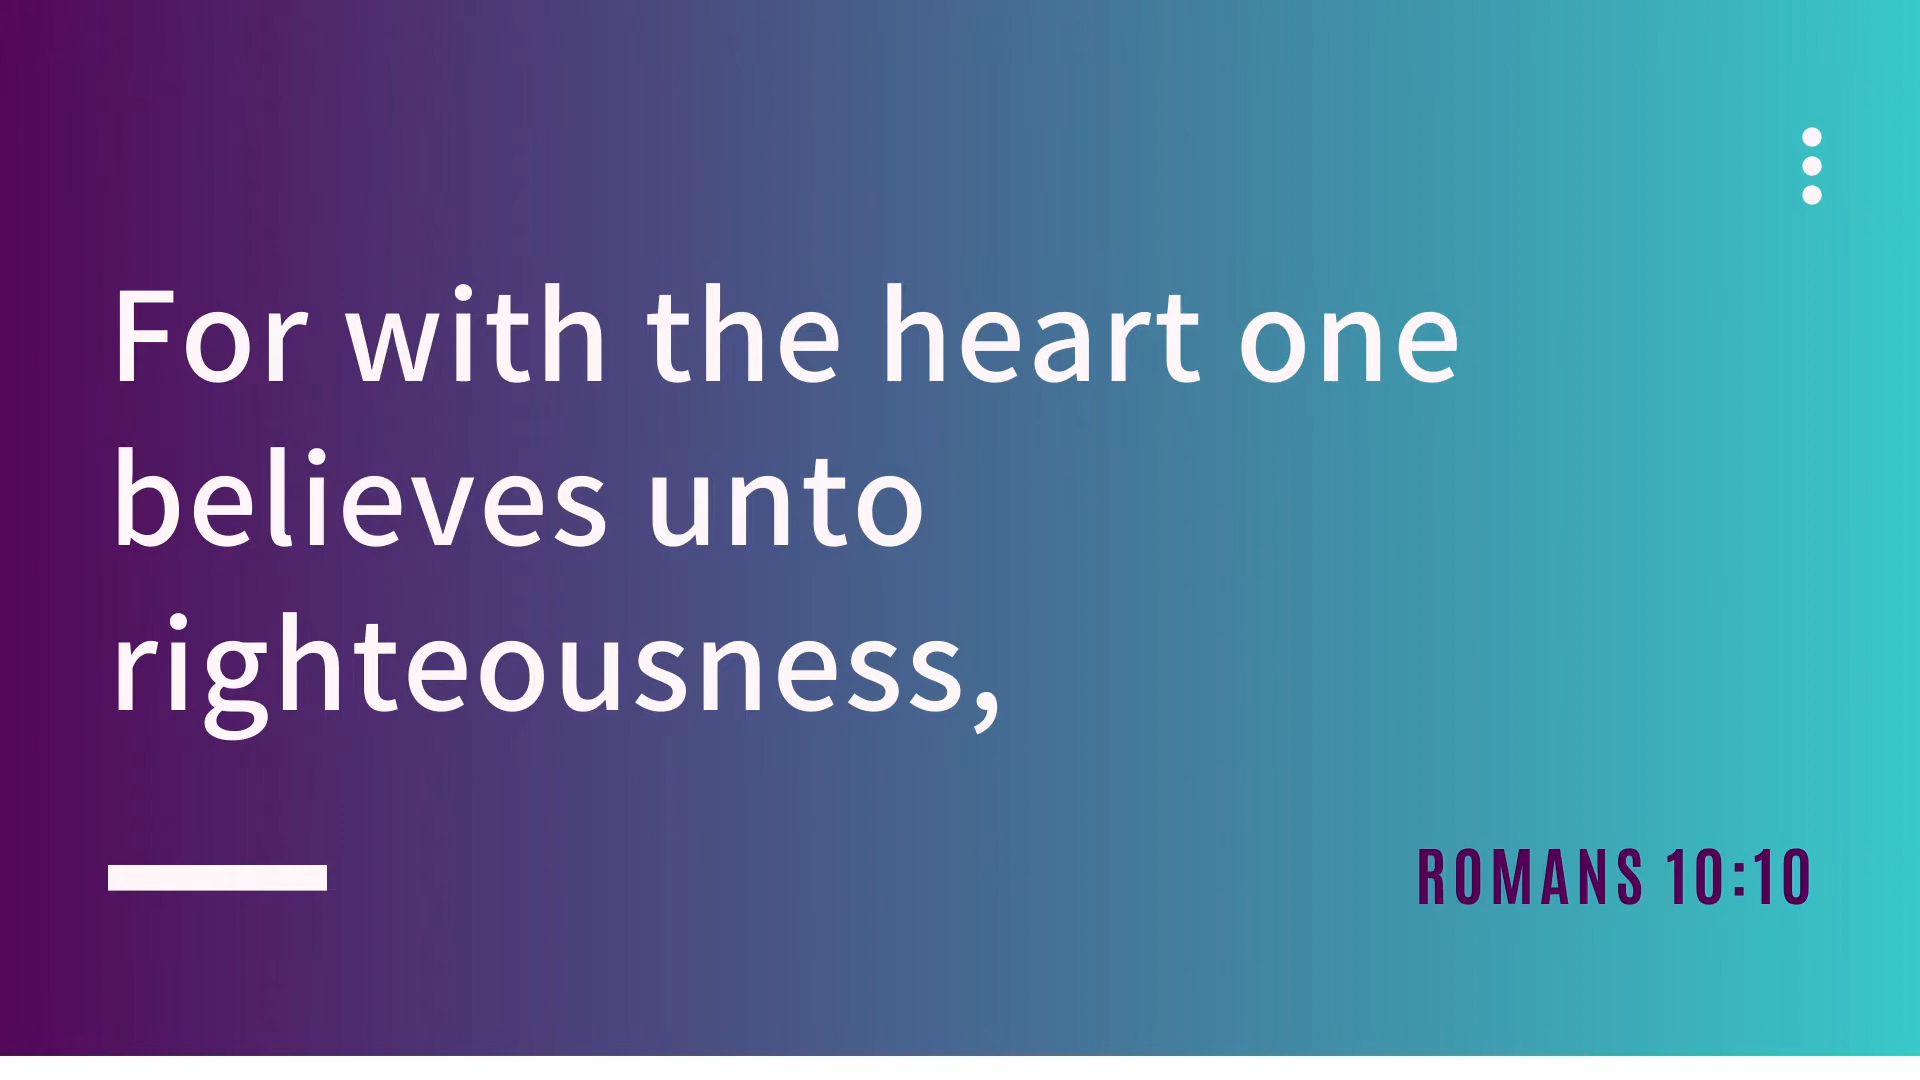 For with the heart one
believes unto
righteousness,
ROMANS 10:10